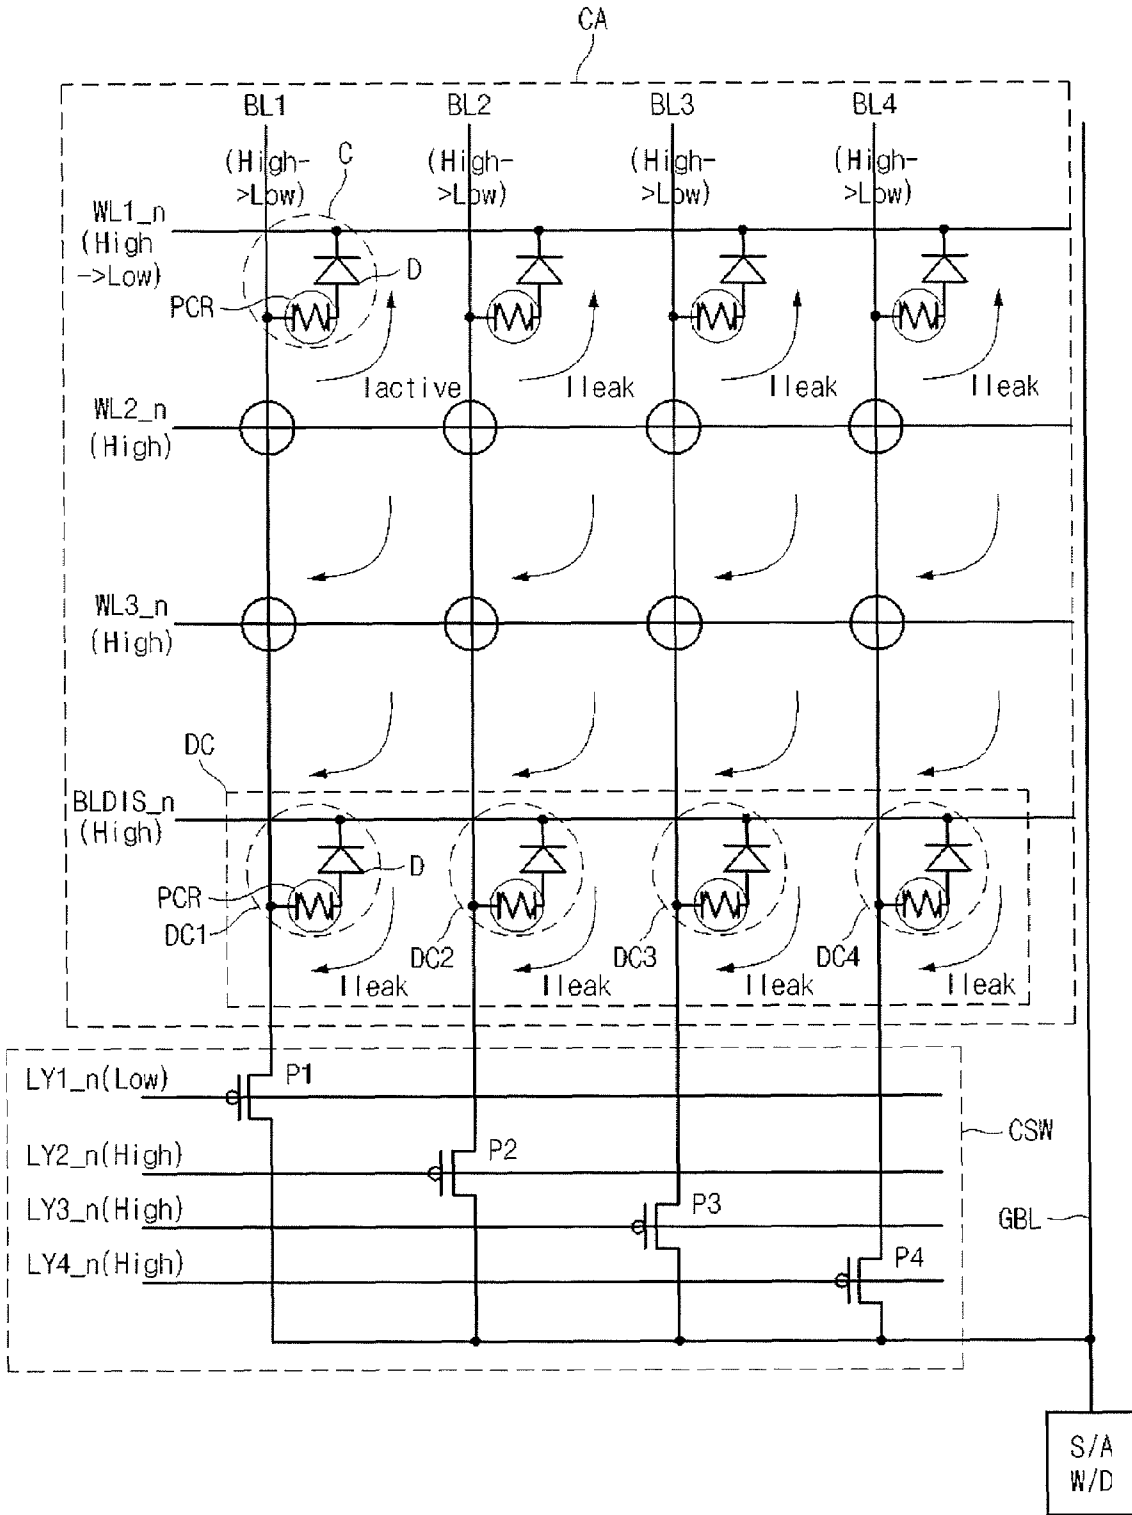 CA
BL1 BL2 BL3 BL4
(High- (High- (High- (High-
>Low) >Low) >Low) >Low)
C
WL1_n
(High
->Low)
D
PCR
Iactive Ileak Ileak Ileak
WL2_n
(High)
WL3_n
(High)
DC
BLDIS_n
(High)
D
PCR
DC1 DC2 DC3 DC4
Ileak Ileak Ileak Ileak
LY1_n(Low) P1
CSW
LY2_n(High) P2
LY3_n(High) P3
GBL
LY4_n(High) P4
S/A
W/D